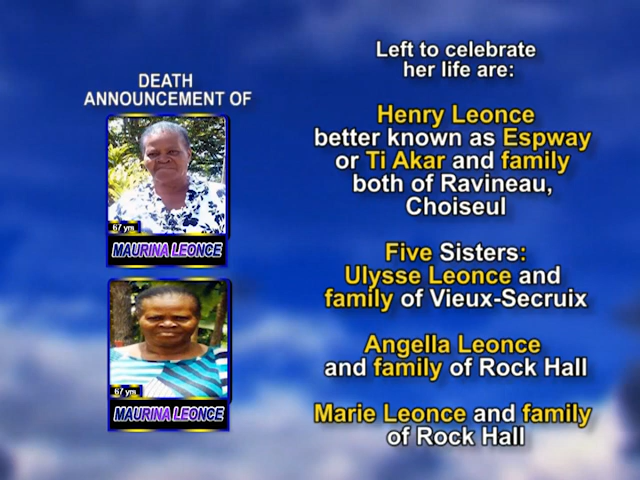 DEATH
ANNOUNCEMENT OF
67 yrs
MAURINA LEONCE
67 yrs
MAURINA LEONCE
Left to celebrate
her life are:
Henry Leonce
better known as Espway
or Ti Akar and family
both of Ravineau,
Choiseul
Five Sisters:
Ulysse Leonce and
family of Vieux-Secruix
Angella Leonce
and family of Rock Hall
Marie Leonce and family
of Rock Hall